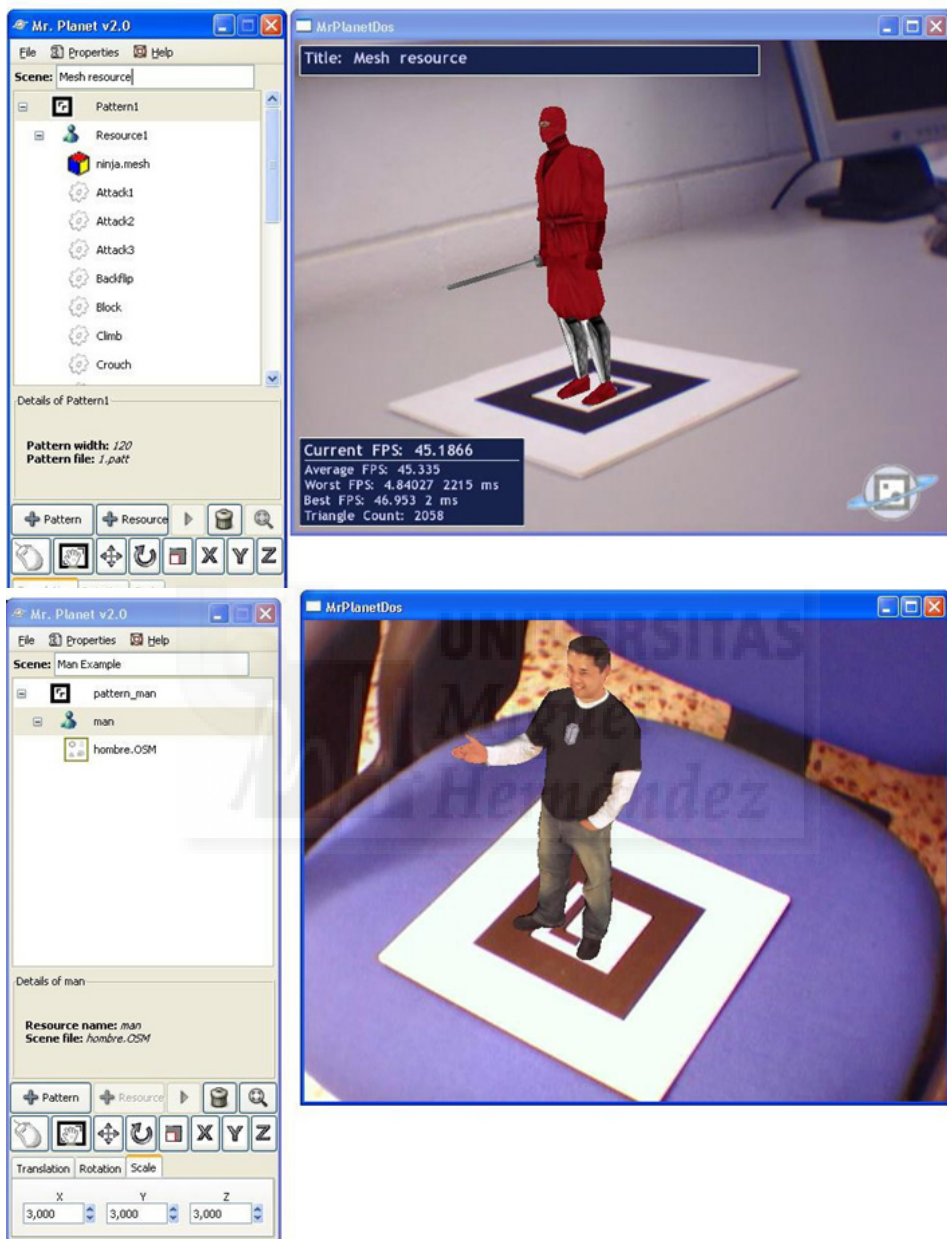 Mr. Planet v2.0
File Properties Help
Scene: Mesh resource
Pattern1
Resource1
ninja.mesh
Attack1
Attack2
Attack3
Backflip
Block
Climb
Crouch
Details of Pattern1
Pattern width: 120
Pattern file: 1.patt
Pattern Resource
X Y Z
MrPlanetDos
Title: Mesh resource
Current FPS: 45.1866
Average FPS: 45.335
Worst FPS: 4.84027 2215 ms
Best FPS: 46.953 2 ms
Triangle Count: 2058
Mr. Planet v2.0
File Properties Help
Scene: Man Example
pattern_man
man
hombre.OSM
Details of man
Resource name: man
Scene file: hombre.OSM
Pattern Resource
X Y Z
Translation Rotation Scale
X Y Z
3,000 3,000 3,000
MrPlanetDos
UNIVERSITAS
Miguel
Hernández